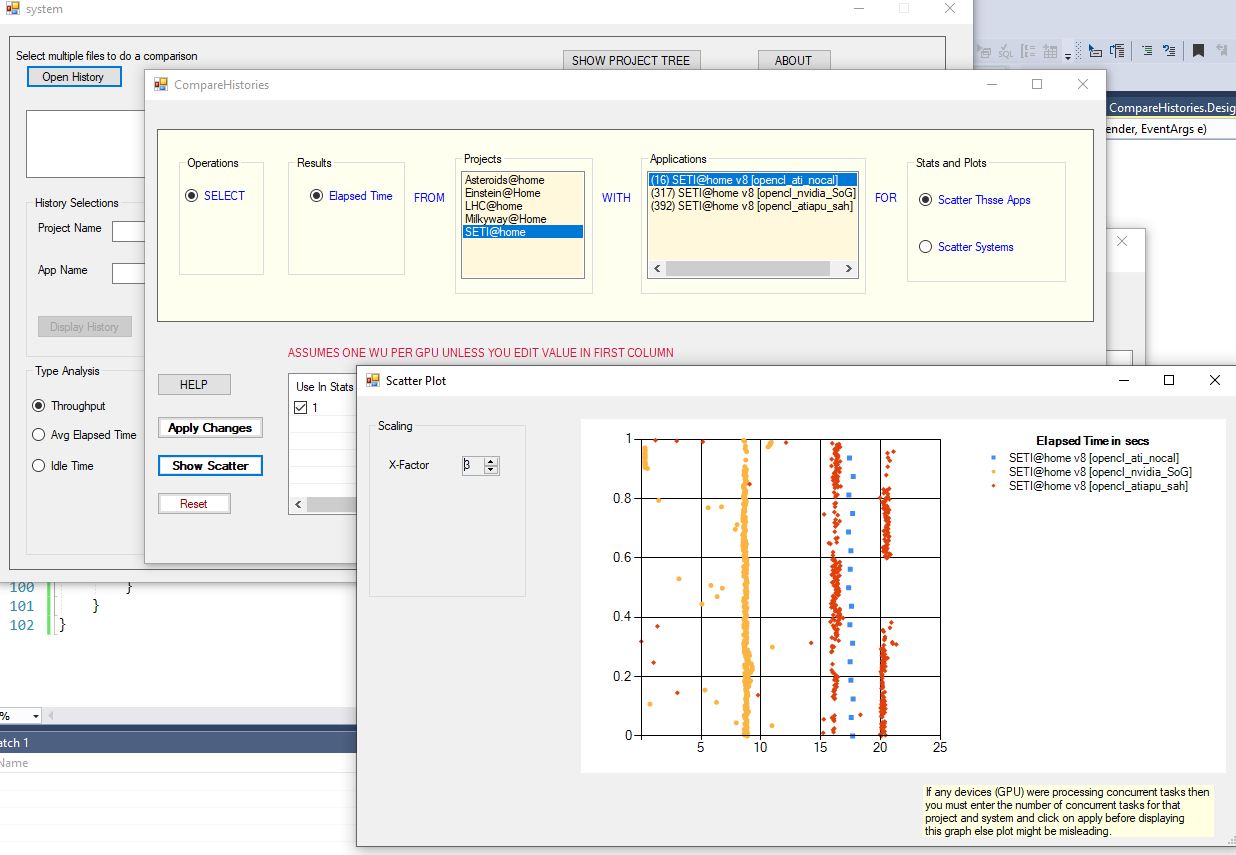 system
Select multiple files to do a comparison
Open History
SHOW PROJECT TREE
ABOUT
CompareHistories
CompareHistories.Desig
ender, EventArgs e)
Operations
SELECT
Results
Elapsed Time
FROM
Projects
Asteroids@home
Einstein@Home
LHC@home
Milkyway@Home
SETI@home
WITH
Applications
(16) SETI@home v8 [opencl_ati_nocal]
(317) SETI@home v8 [opencl_nvidia_SoG]
(392) SETI@home v8 [opencl_atiapu_sah]
FOR
Stats and Plots
Scatter Thsse Apps
Scatter Systems
History Selections
Project Name
App Name
Display History
Type Analysis
Throughput
Avg Elapsed Time
Idle Time
ASSUMES ONE WU PER GPU UNLESS YOU EDIT VALUE IN FIRST COLUMN
HELP
Apply Changes
Show Scatter
Reset
Use In Stats
1
Scatter Plot
Scaling
X-Factor
3
1
0.8
0.6
0.4
0.2
0
5 10 15 20 25
Elapsed Time in secs
SETI@home v8 [opencl_ati_nocal]
SETI@home v8 [opencl_nvidia_SoG]
SETI@home v8 [opencl_atiapu_sah]
If any devices (GPU) were processing concurrent tasks then
you must enter the number of concurrent tasks for that
project and system and click on apply before displaying
this graph else plot might be misleading.
100 }
101 }
102 }
%
atch 1
Name